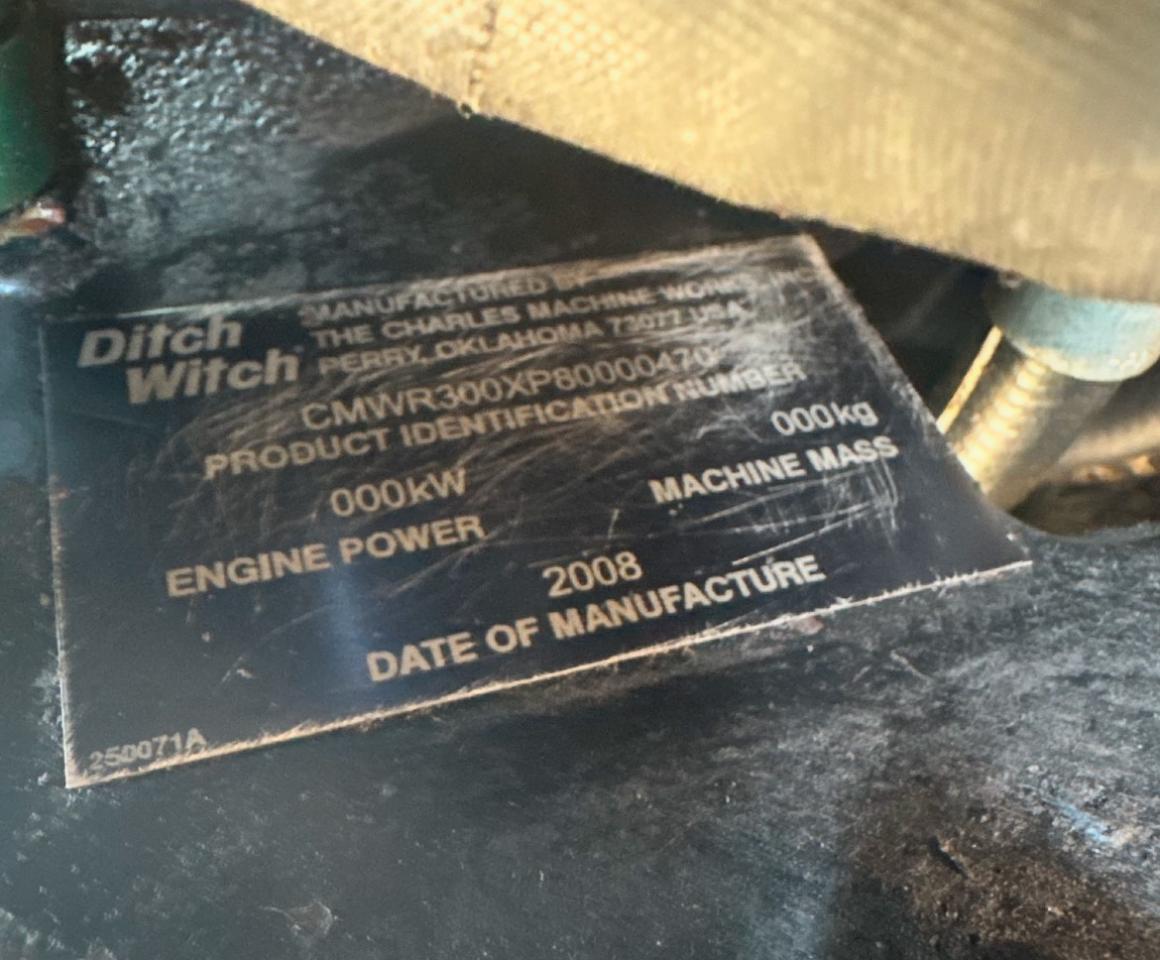 Ditch
Witch
MANUFACTURED BY
THE CHARLES MACHINE WORKS, INC
PERRY, OKLAHOMA 73077 USA
CMWR300XP80000470
PRODUCT IDENTIFICATION NUMBER
000kW
ENGINE POWER
000kg
MACHINE MASS
2008
DATE OF MANUFACTURE
250071A